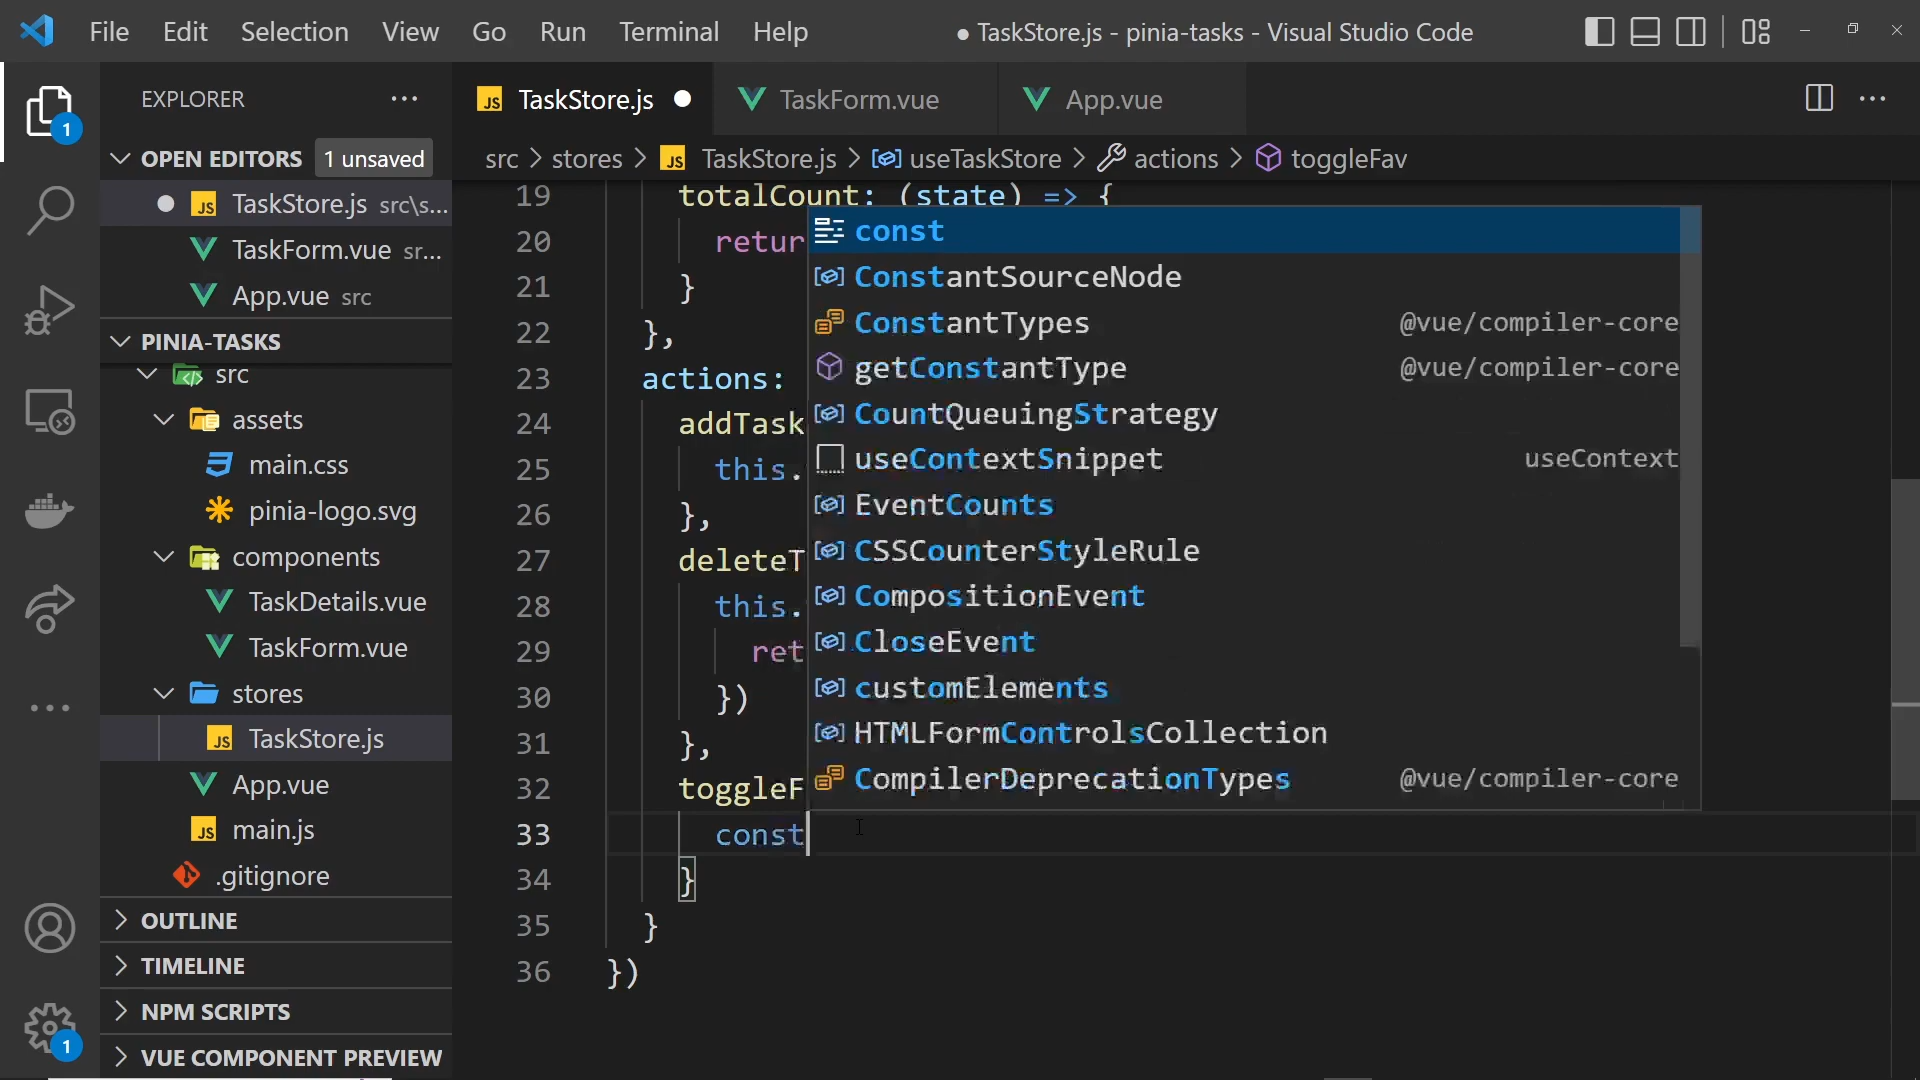 File Edit Selection View Go Run Terminal Help
● TaskStore.js - pinia-tasks - Visual Studio Code
EXPLORER
OPEN EDITORS 1 unsaved
TaskStore.js src\s...
TaskForm.vue sr...
App.vue src
PINIA-TASKS
src
assets
main.css
pinia-logo.svg
components
TaskDetails.vue
TaskForm.vue
stores
TaskStore.js
App.vue
main.js
.gitignore
OUTLINE
TIMELINE
NPM SCRIPTS
VUE COMPONENT PREVIEW
1
1
TaskStore.js TaskForm.vue App.vue
src > stores > TaskStore.js > useTaskStore > actions > toggleFav
19 totalCount: (state) => {
20 retur
21 }
22 },
23 actions:
24 addTask
25 this.
26 },
27 deleteT
28 this.
29 ret
30 })
31 },
32 toggleF
33 const
34 }
35 }
36 })
const
ConstantSourceNode
ConstantTypes @vue/compiler-core
getConstantType @vue/compiler-core
CountQueuingStrategy
useContextSnippet useContext
EventCounts
CSSCounterStyleRule
CompositionEvent
CloseEvent
customElements
HTMLFormControlsCollection
CompilerDeprecationTypes @vue/compiler-core